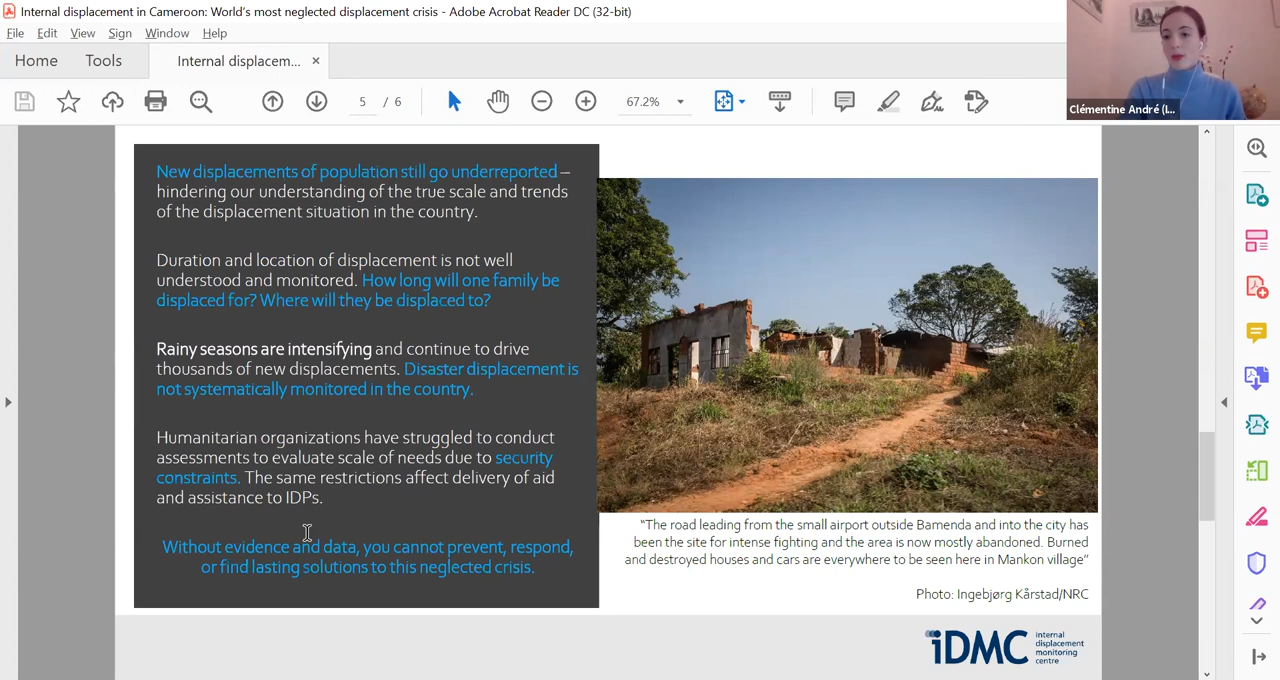 Internal displacement in Cameroon: World's most neglected displacement crisis - Adobe Acrobat Reader DC (32-bit)
File Edit View Sign Window Help
Home Tools Internal displacem... ×
5 / 6 67.2%
Clémentine André (I...
New displacements of population still go underreported –
hindering our understanding of the true scale and trends
of the displacement situation in the country.
Duration and location of displacement is not well
understood and monitored. How long will one family be
displaced for? Where will they be displaced to?
Rainy seasons are intensifying and continue to drive
thousands of new displacements. Disaster displacement is
not systematically monitored in the country.
Humanitarian organizations have struggled to conduct
assessments to evaluate scale of needs due to security
constraints. The same restrictions affect delivery of aid
and assistance to IDPs.
Without evidence and data, you cannot prevent, respond,
or find lasting solutions to this neglected crisis.
“The road leading from the small airport outside Bamenda and into the city has
been the site for intense fighting and the area is now mostly abandoned. Burned
and destroyed houses and cars are everywhere to be seen here in Mankon village”
Photo: Ingebjørg Kårstad/NRC
iDMC internal
displacement
monitoring
centre